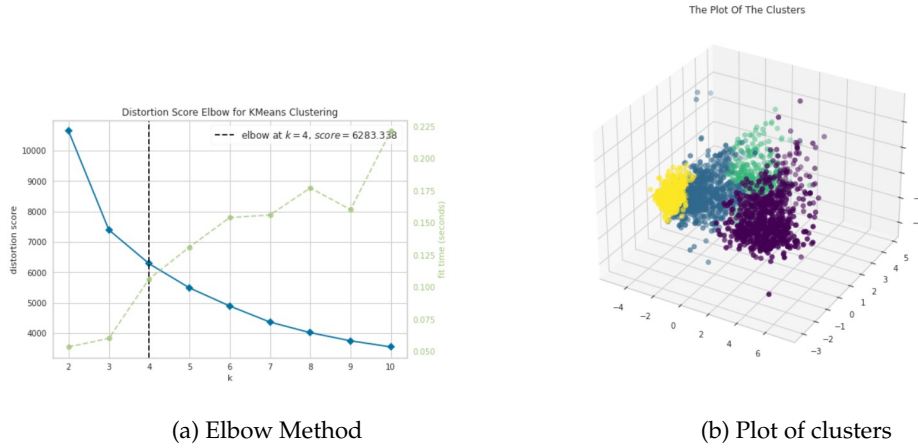 The Plot Of The Clusters
Distortion Score Elbow for KMeans Clustering
elbow at k = 4, score = 6283.338
distortion score
10000
9000
8000
7000
6000
5000
4000
0.225
0.200
0.175
0.150
0.125
0.100
0.075
0.050
fit time (seconds)
2 3 4 5 6 7 8 9 10
k
-4 -2 0 2 4 6
-3 -2 -1 0 1 2 3 4 5
(a) Elbow Method
(b) Plot of clusters